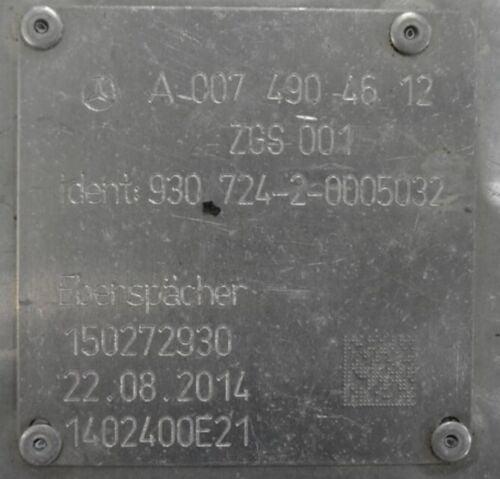 A-007 490 46 12
ZGS 001
Ident: 930 724-2-0005032
Eberspächer
150272930
22.08.2014
1402400E21